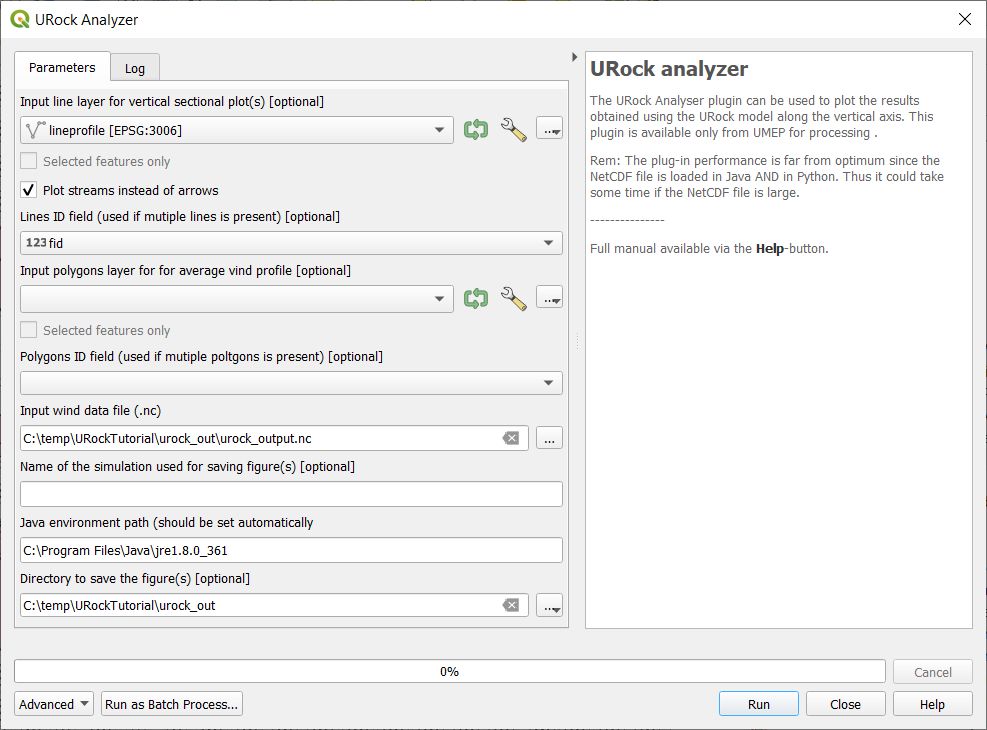 URock Analyzer
Parameters
Log
Input line layer for vertical sectional plot(s) [optional]
lineprofile [EPSG:3006]
...
Selected features only
Plot streams instead of arrows
Lines ID field (used if mutiple lines is present) [optional]
123 fid
Input polygons layer for for average vind profile [optional]
...
Selected features only
Polygons ID field (used if mutiple poltgons is present) [optional]
Input wind data file (.nc)
C:\temp\URockTutorial\urock_out\urock_output.nc
...
Name of the simulation used for saving figure(s) [optional]
Java environment path (should be set automatically
C:\Program Files\Java\jre1.8.0_361
Directory to save the figure(s) [optional]
C:\temp\URockTutorial\urock_out
...
URock analyzer
The URock Analyser plugin can be used to plot the results
obtained using the URock model along the vertical axis. This
plugin is available only from UMEP for processing .
Rem: The plug-in performance is far from optimum since the
NetCDF file is loaded in Java AND in Python. Thus it could take
some time if the NetCDF file is large.
---------------
Full manual available via the Help-button.
0%
Cancel
Advanced
Run as Batch Process...
Run
Close
Help